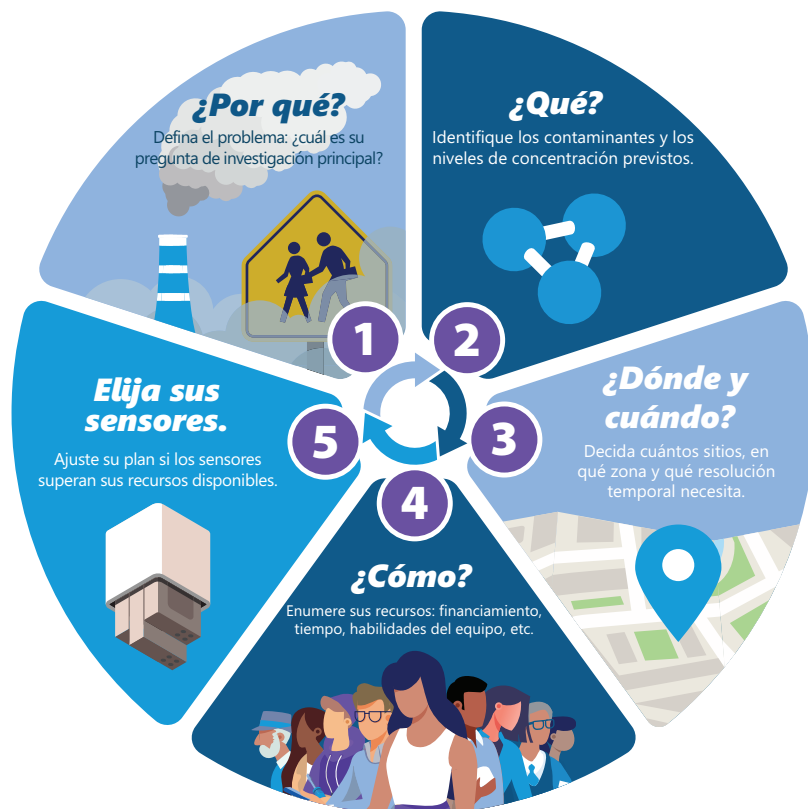 ¿Por qué?
Defina el problema: ¿cuál es su
pregunta de investigación principal?
1
¿Qué?
Identifique los contaminantes y los
niveles de concentración previstos.
2
¿Dónde y
cuándo?
Decida cuántos sitios, en
qué zona y qué resolución
temporal necesita.
3
4
¿Cómo?
Enumere sus recursos: financiamiento,
tiempo, habilidades del equipo, etc.
Elija sus
sensores.
5
Ajuste su plan si los sensores
superan sus recursos disponibles.